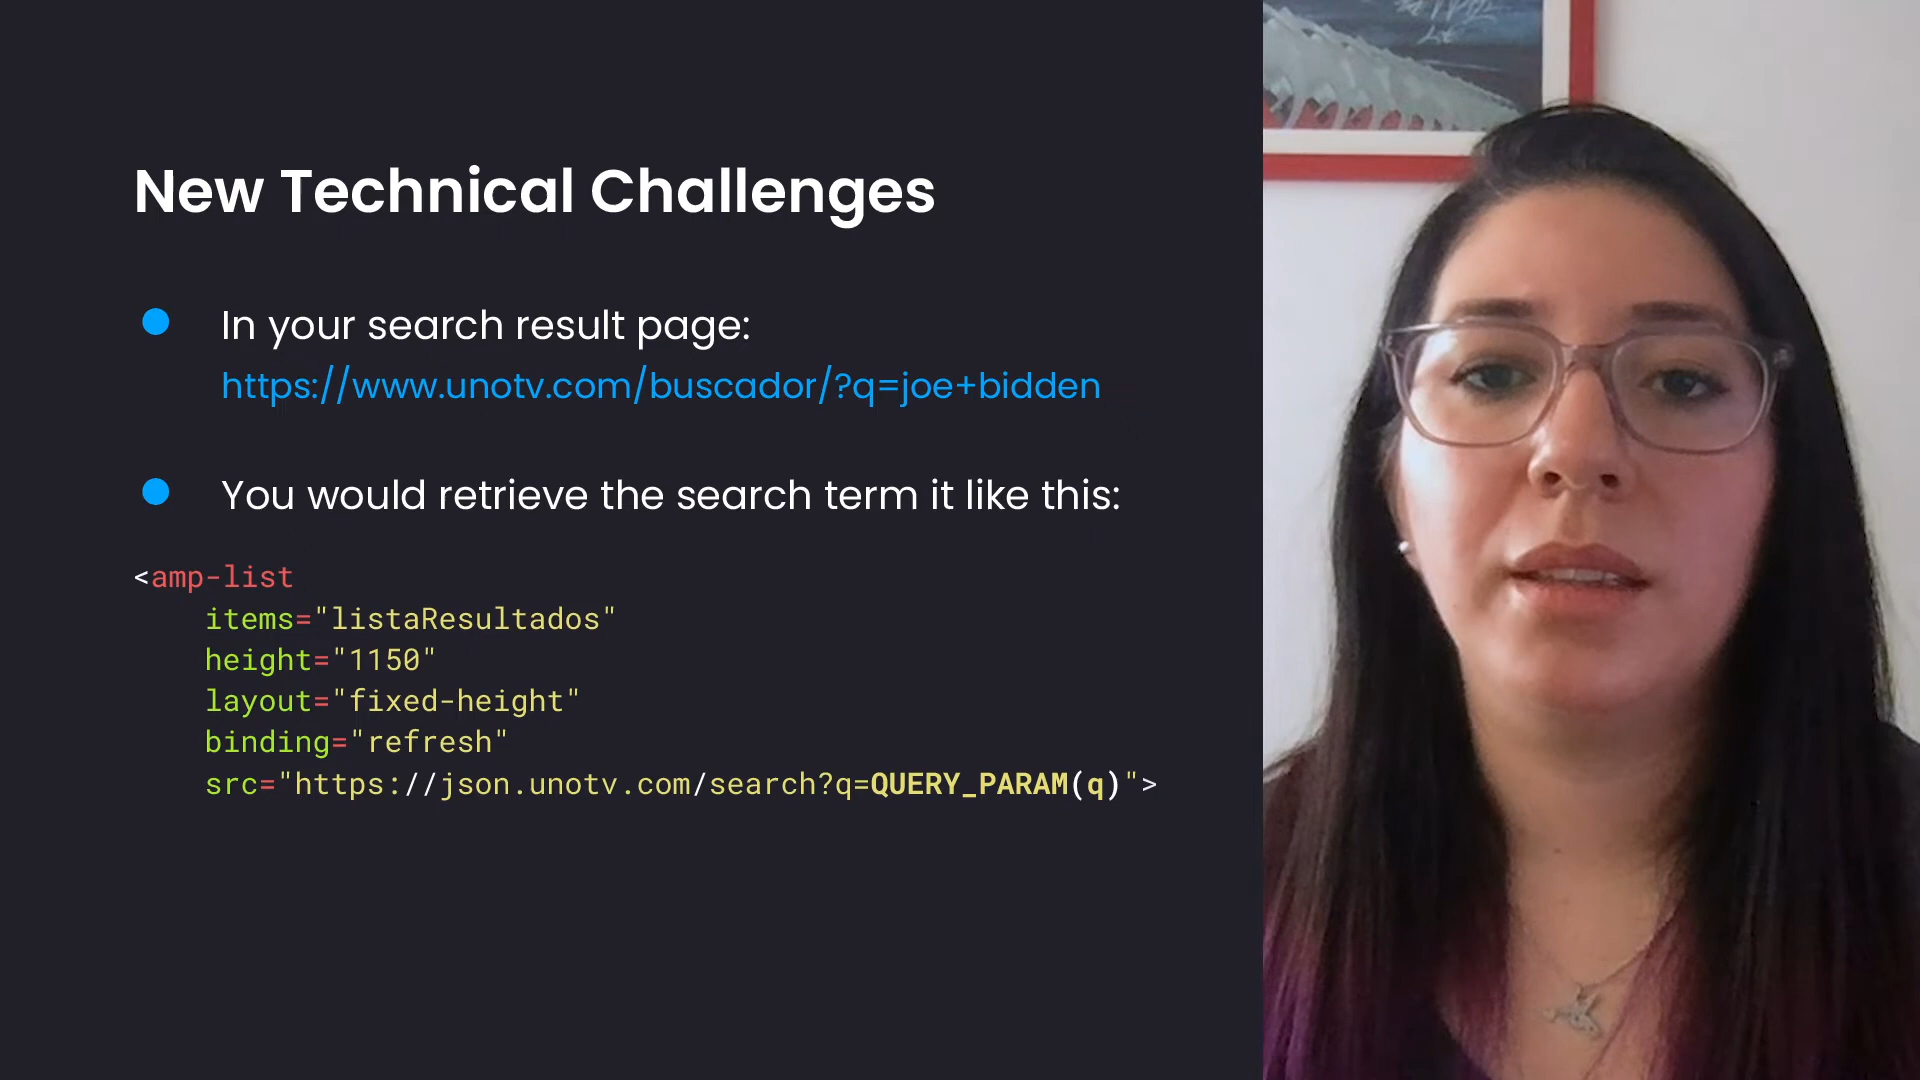 New Technical Challenges
In your search result page:
https://www.unotv.com/buscador/?q=joe+bidden
You would retrieve the search term it like this:
<amp-list
items="listaResultados"
height="1150"
layout="fixed-height"
binding="refresh"
src="https://json.unotv.com/search?q=QUERY_PARAM(q)">